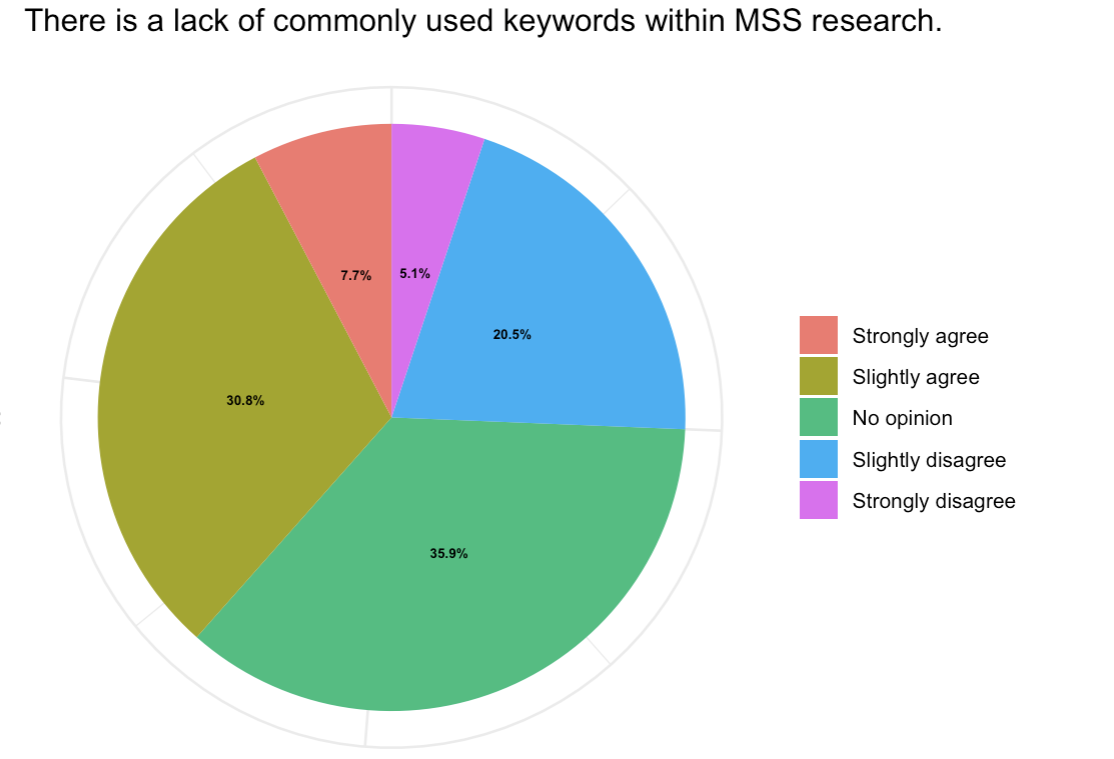 There is a lack of commonly used keywords within MSS research.
7.7%
5.1%
20.5%
30.8%
35.9%
Strongly agree
Slightly agree
No opinion
Slightly disagree
Strongly disagree